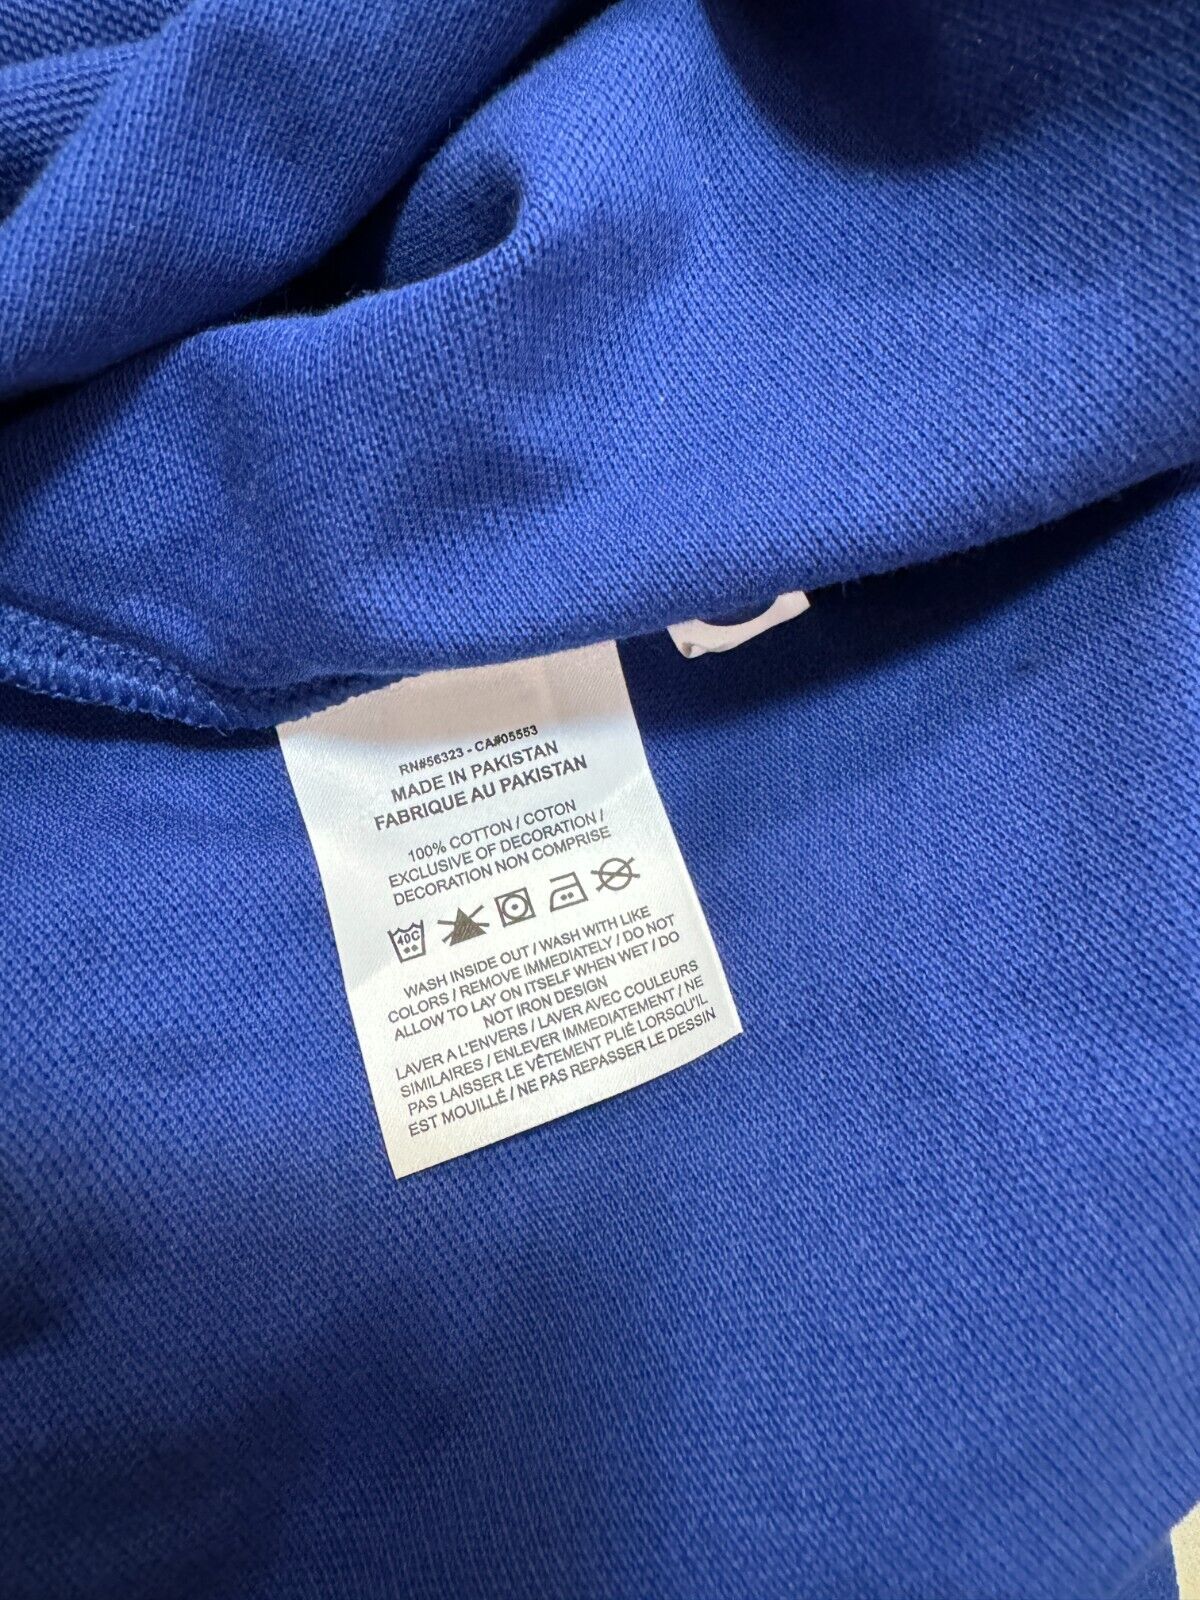 RN#56323 - CA#05553
MADE IN PAKISTAN
FABRIQUE AU PAKISTAN
100% COTTON / COTON
EXCLUSIVE OF DECORATION /
DECORATION NON COMPRISE
40C
WASH INSIDE OUT / WASH WITH LIKE
COLORS / REMOVE IMMEDIATELY / DO NOT
ALLOW TO LAY ON ITSELF WHEN WET / DO
NOT IRON DESIGN
LAVER A L'ENVERS / LAVER AVEC COULEURS
SIMILAIRES / ENLEVER IMMEDIATEMENT / NE
PAS LAISSER LE VÊTEMENT PLIÉ LORSQU'IL
EST MOUILLÉ / NE PAS REPASSER LE DESSIN